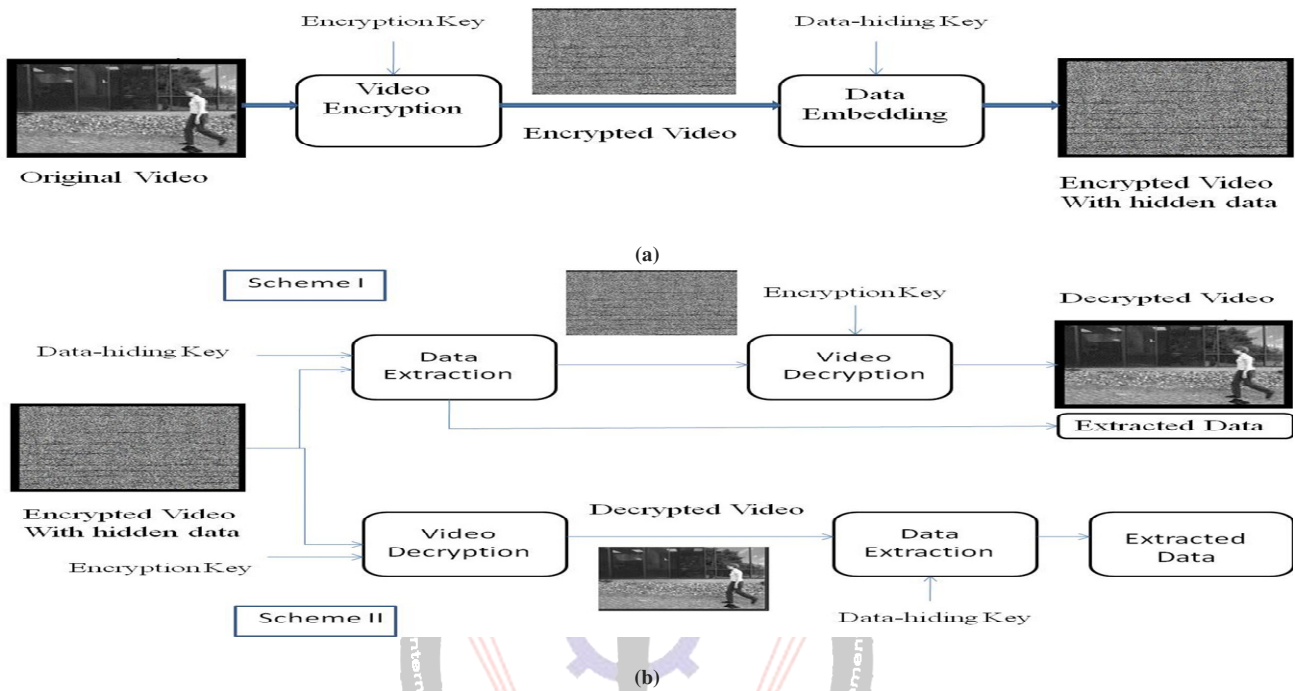 Encryption Key
Data-hiding Key
Video
Encryption
Data
Embedding
Encrypted Video
Original Video
Encrypted Video
With hidden data
(a)
Scheme I
Encryption Key
Decrypted Video
Data-hiding Key
Data
Extraction
Video
Decryption
Extracted Data
Encrypted Video
With hidden data
Decrypted Video
Video
Decryption
Data
Extraction
Extracted
Data
Encryption Key
Scheme II
Data-hiding Key
(b)